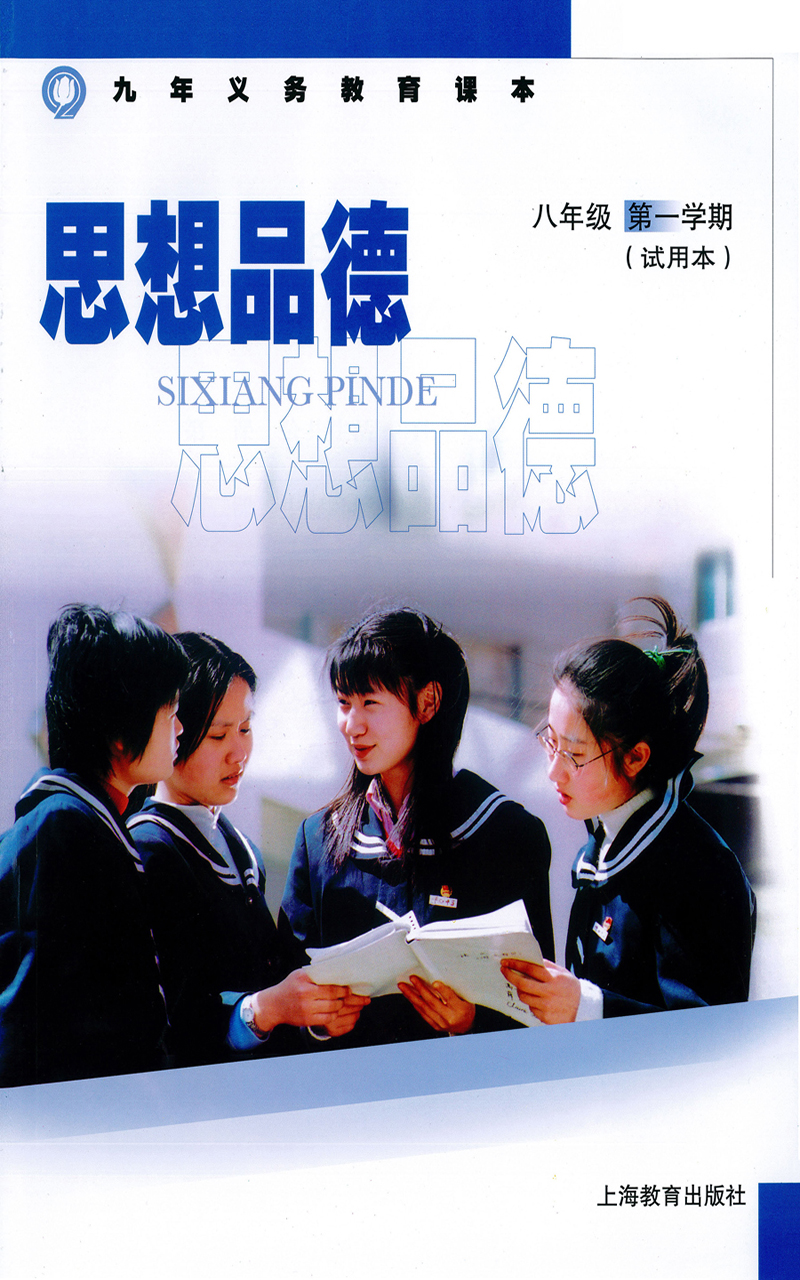 九年义务教育课本
思想品德
八年级 第一学期
(试用本)
思想品德
SIXIANG PINDE
上海教育出版社